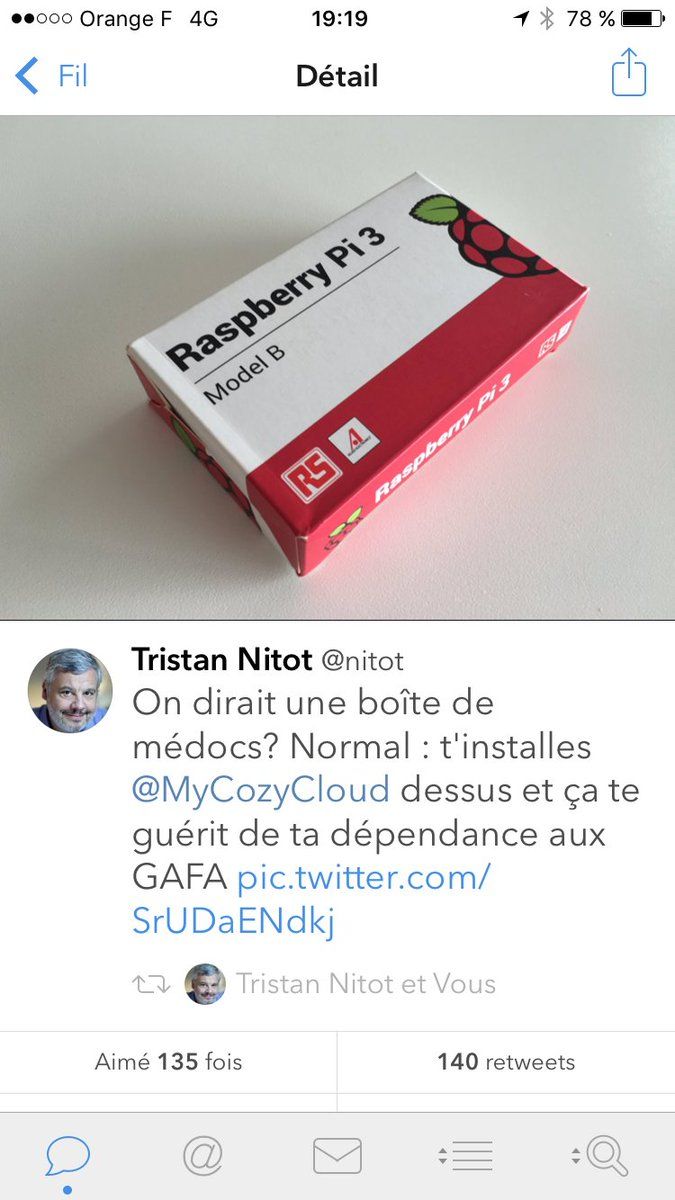 Orange F 4G 19:19 78 %
Fil Détail
Raspberry Pi 3
Model B
RS
A
Raspberry Pi 3
RS
Tristan Nitot @nitot
On dirait une boîte de
médocs? Normal : t'installes
@MyCozyCloud dessus et ça te
guérit de ta dépendance aux
GAFA pic.twitter.com/
SrUDaENdkj
Tristan Nitot et Vous
Aimé 135 fois 140 retweets